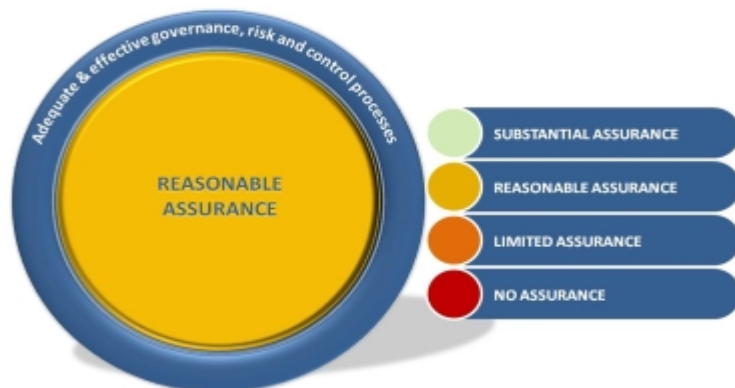 Adequate & effective governance, risk and control processes
REASONABLE
ASSURANCE
SUBSTANTIAL ASSURANCE
REASONABLE ASSURANCE
LIMITED ASSURANCE
NO ASSURANCE